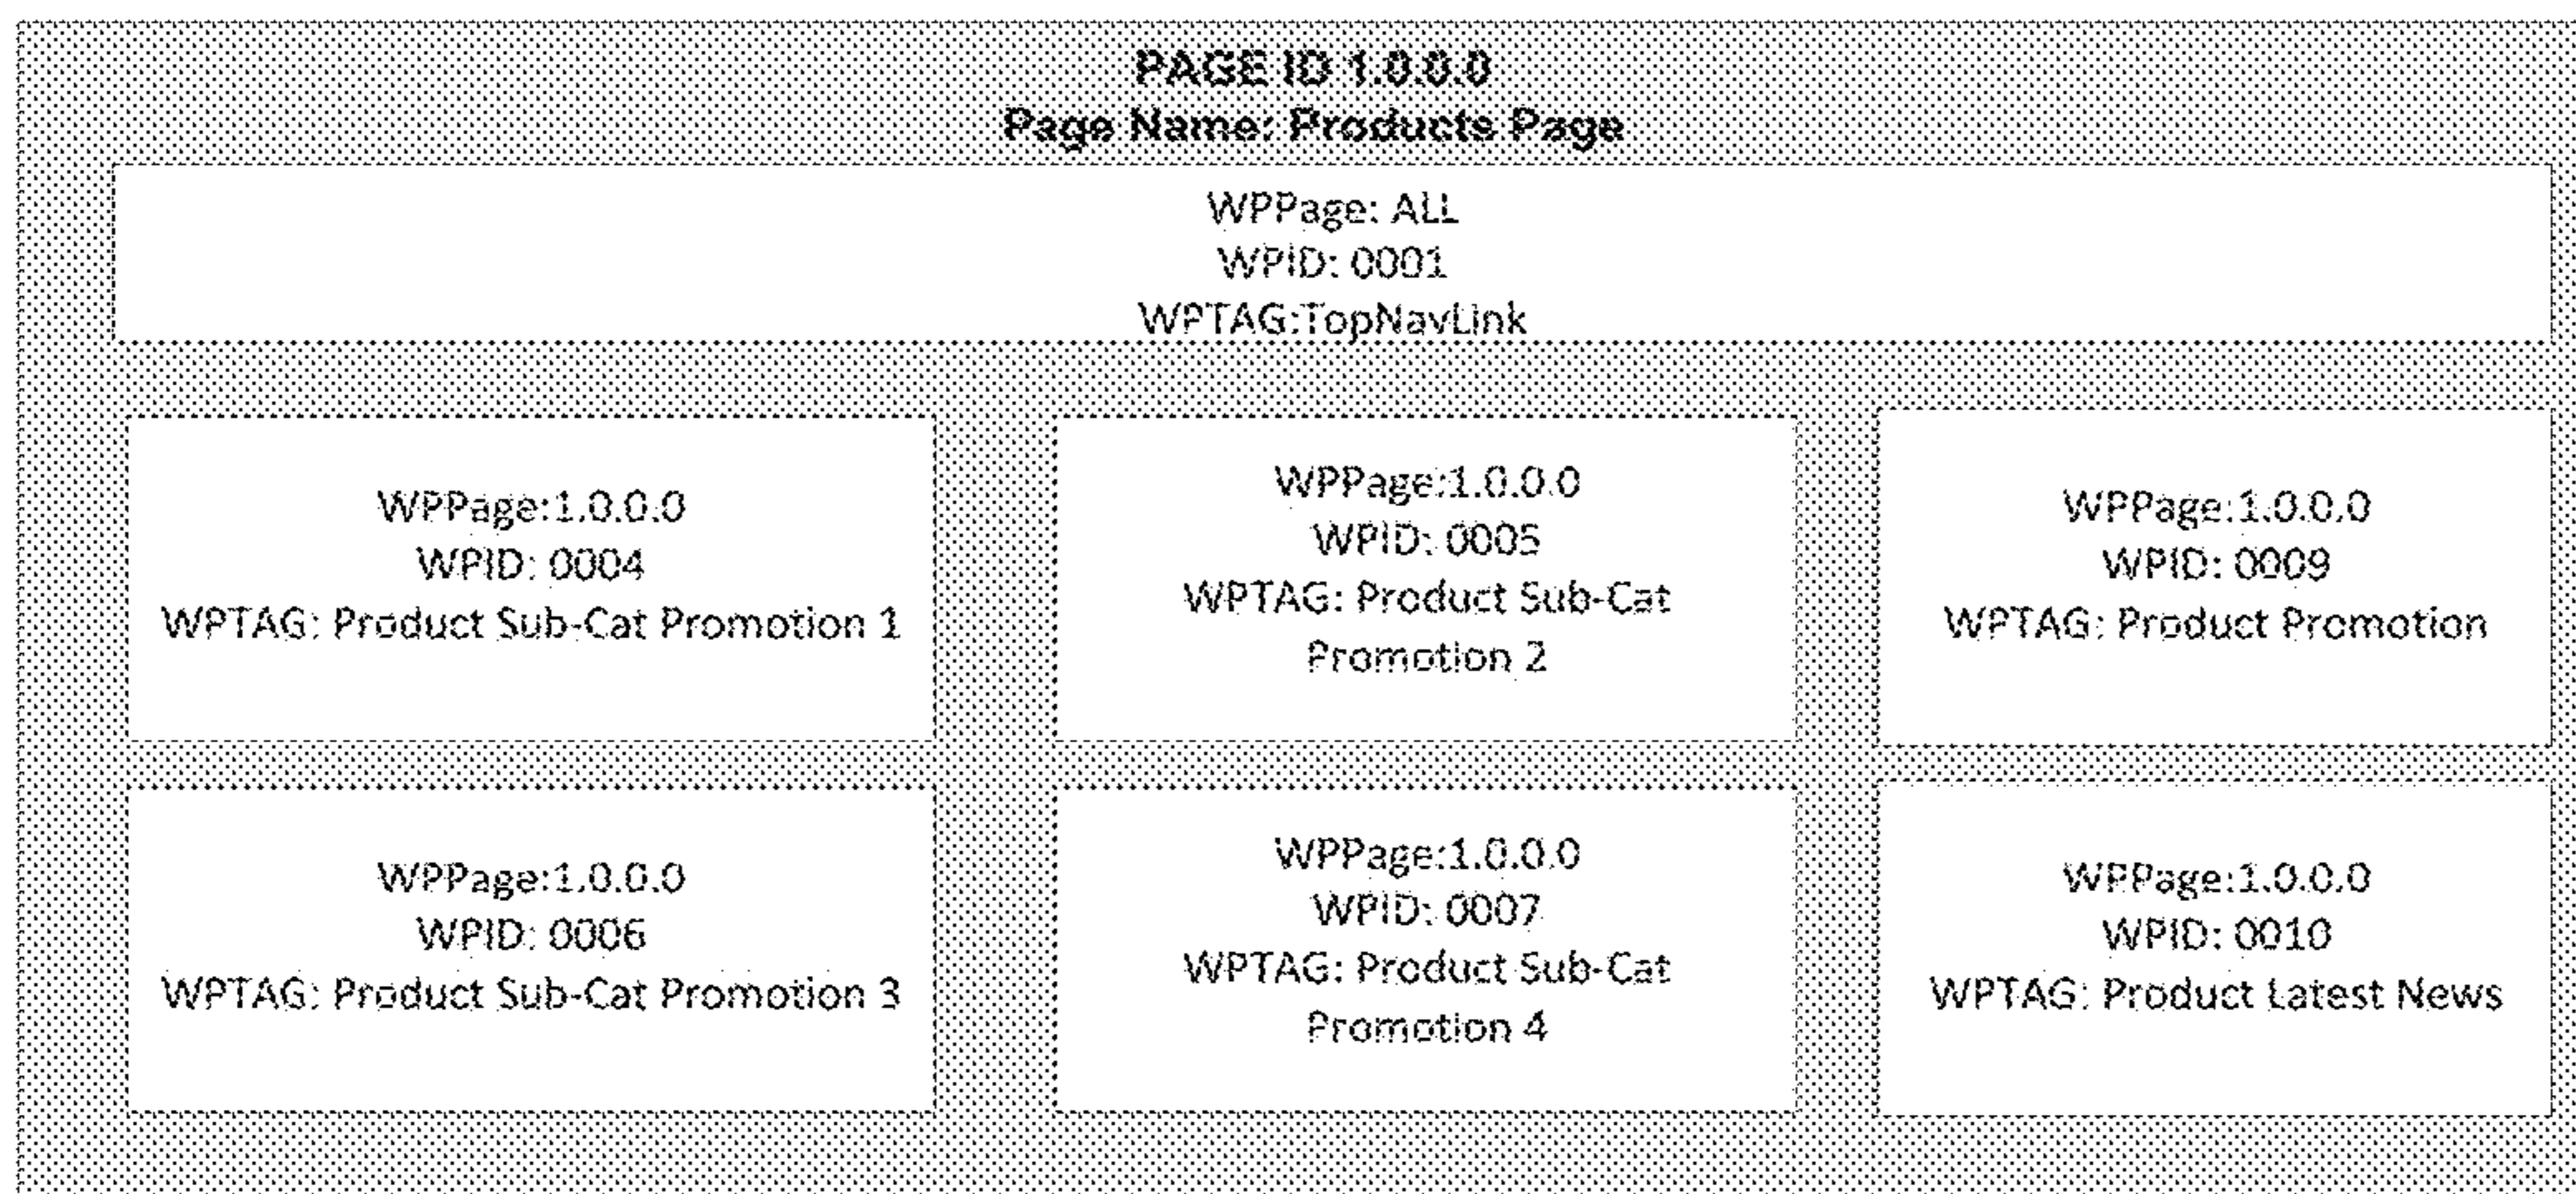 PAGE ID 1.0.0.0
Page Name: Products Page
WPPage: ALL
WPID: 0001
WPTAG:TopNavLink
WPPage:1.0.0.0
WPID: 0004
WPTAG: Product Sub-Cat Promotion 1
WPPage:1.0.0.0
WPID: 0005
WPTAG: Product Sub-Cat
Promotion 2
WPPage:1.0.0.0
WPID: 0009
WPTAG: Product Promotion
WPPage:1.0.0.0
WPID: 0006
WPTAG: Product Sub-Cat Promotion 3
WPPage:1.0.0.0
WPID: 0007
WPTAG: Product Sub-Cat
Promotion 4
WPPage:1.0.0.0
WPID: 0010
WPTAG: Product Latest News